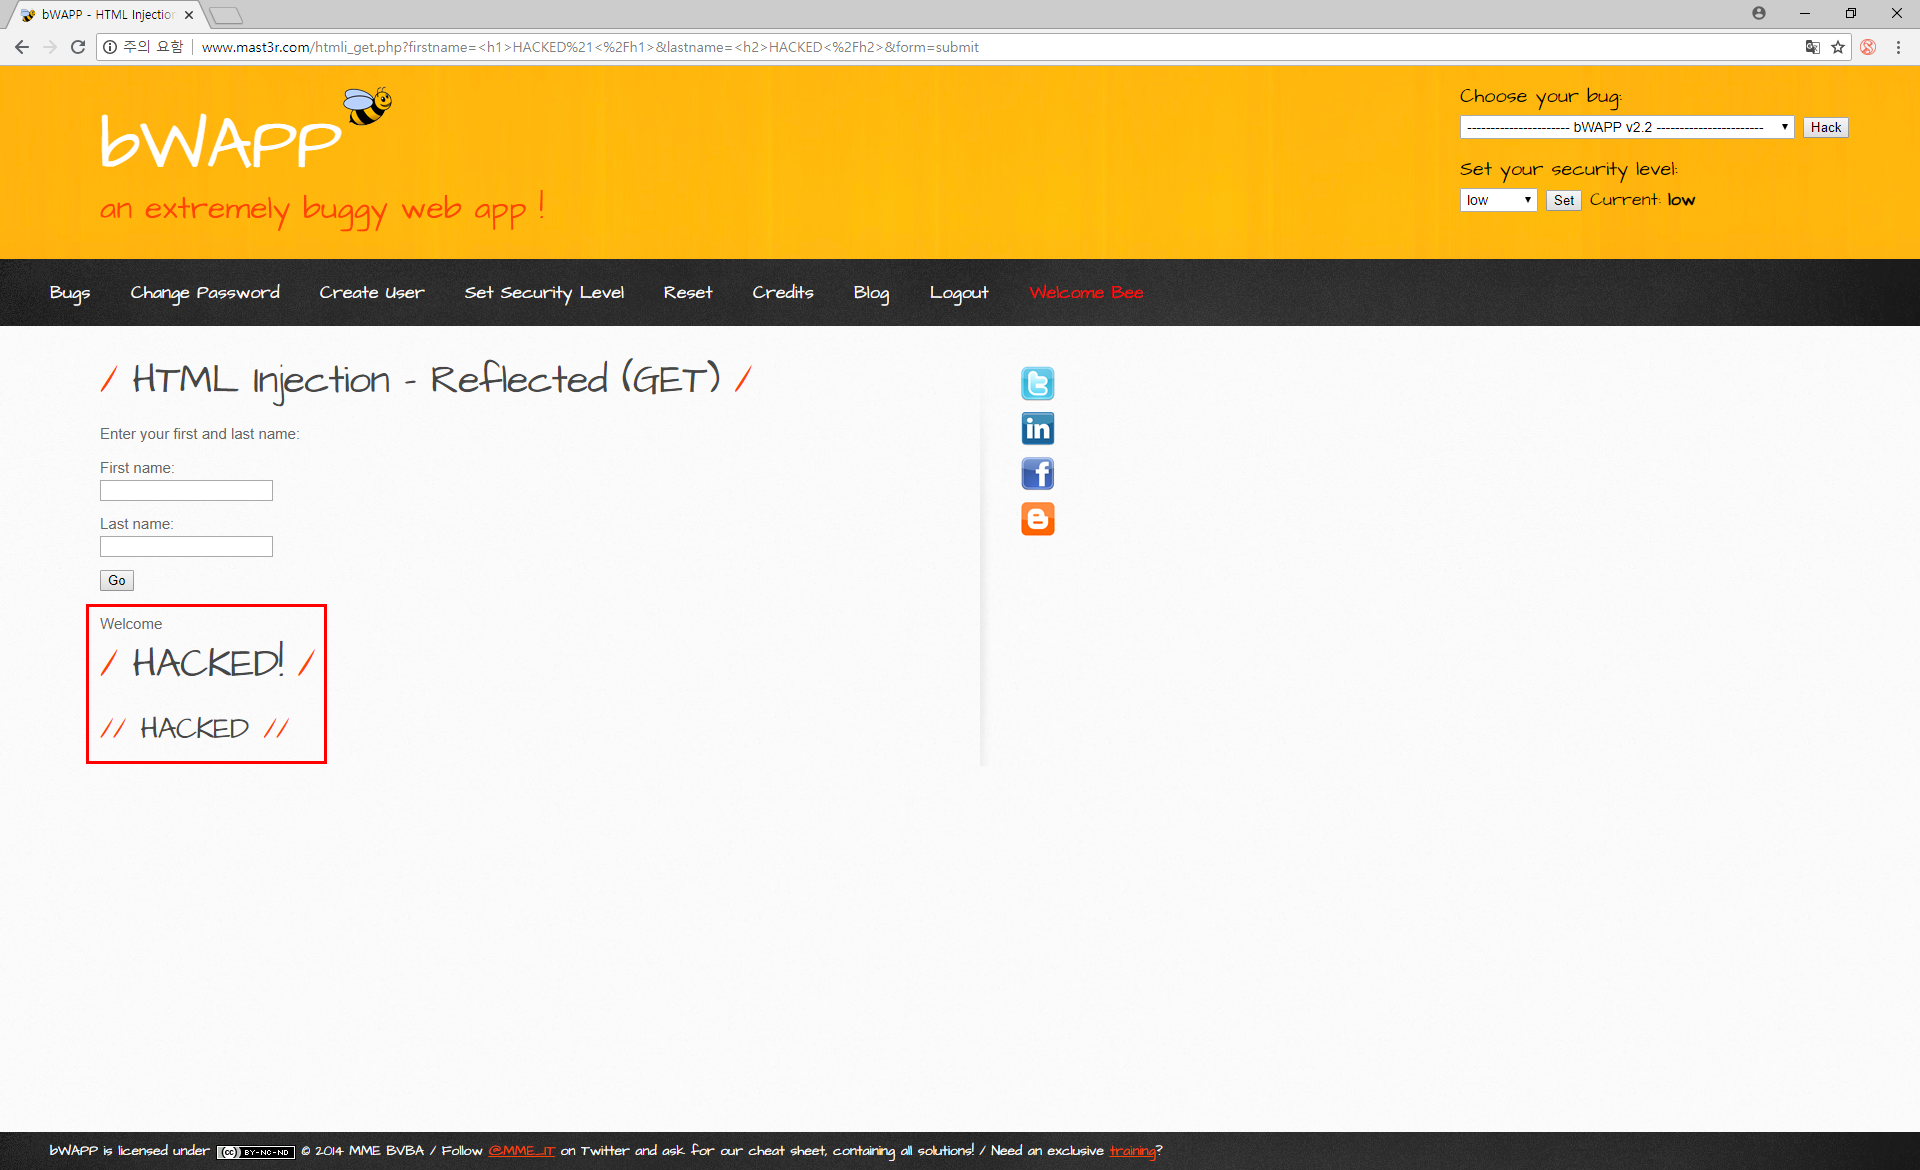 bWAPP - HTML Injection
주의 요함 www.mast3r.com/htmli_get.php?firstname=<h1>HACKED%21<%2Fh1>&lastname=<h2>HACKED<%2Fh2>&form=submit
bWAPP
an extremely buggy web app !
Choose your bug:
---------------------- bWAPP v2.2 ----------------------- Hack
Set your security level:
low Set Current: low
Bugs Change Password Create User Set Security Level Reset Credits Blog Logout Welcome Bee
/ HTML Injection - Reflected (GET) /
Enter your first and last name:
First name:
Last name:
Go
Welcome
/ HACKED! /
// HACKED //
bWAPP is licensed under (cc) BY-NC-ND © 2014 MME BVBA / Follow @MME_IT on Twitter and ask for our cheat sheet, containing all solutions! / Need an exclusive training?